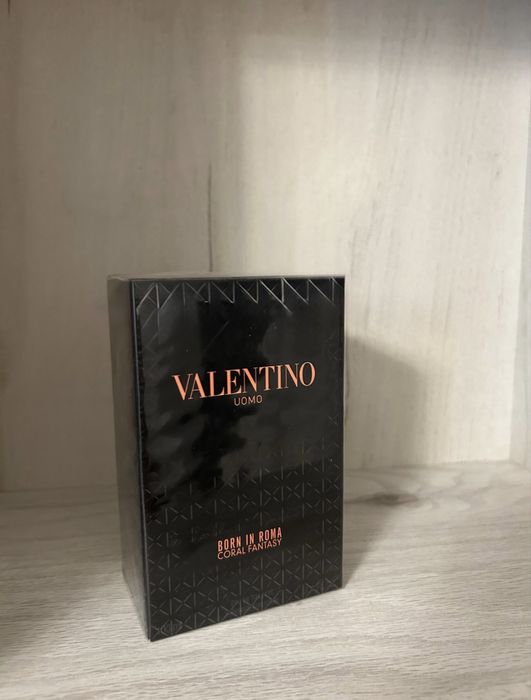 VALENTINO
UOMO
BORN IN ROMA
CORAL FANTASY